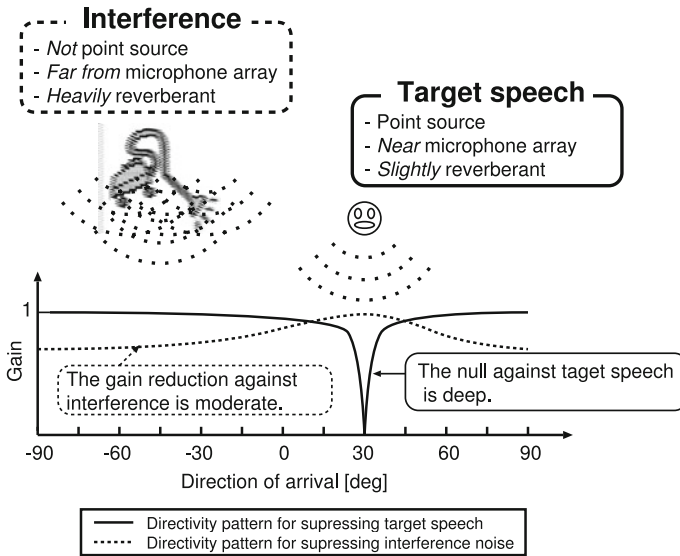 Interference
- Not point source
- Far from microphone array
- Heavily reverberant
Target speech
- Point source
- Near microphone array
- Slightly reverberant
1
Gain
The gain reduction against
interference is moderate.
The null against taget speech
is deep.
-90 -60 -30 0 30 60 90
Direction of arrival [deg]
Directivity pattern for supressing target speech
Directivity pattern for supressing interference noise